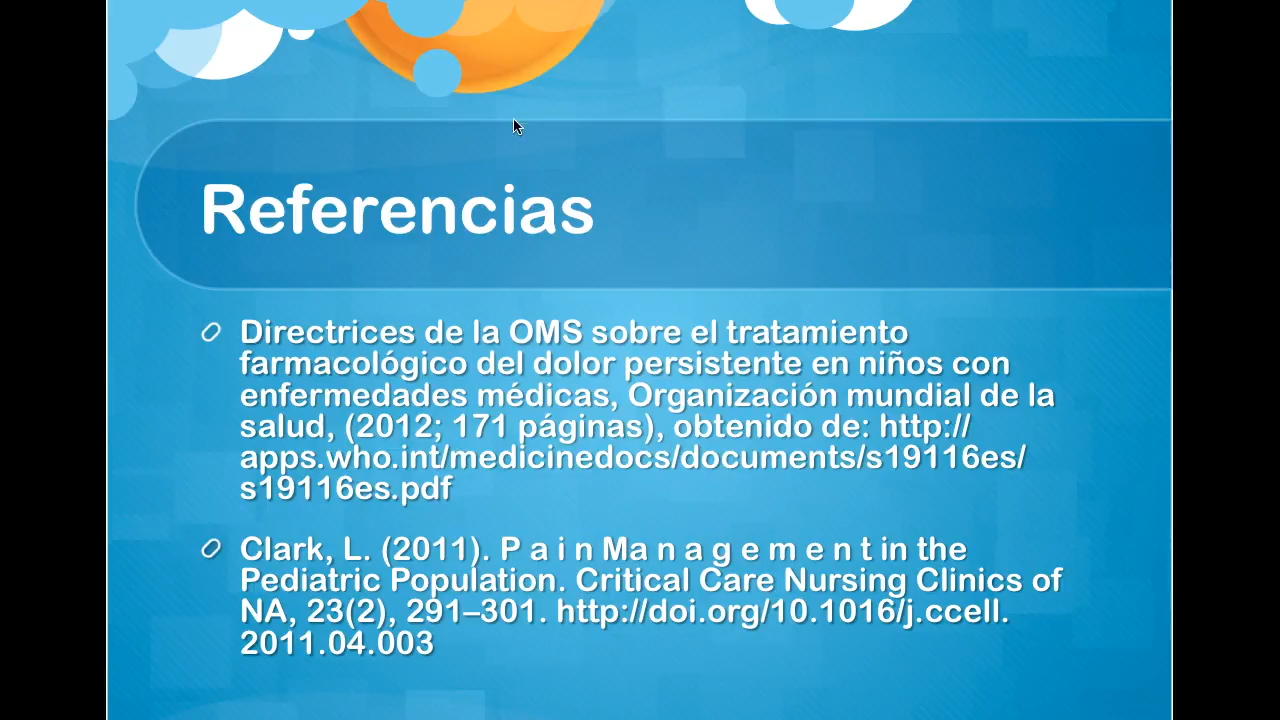 Referencias
Directrices de la OMS sobre el tratamiento
farmacológico del dolor persistente en niños con
enfermedades médicas, Organización mundial de la
salud, (2012; 171 páginas), obtenido de: http://
apps.who.int/medicinedocs/documents/s19116es/
s19116es.pdf
Clark, L. (2011). P a i n Ma n a g e m e n t in the
Pediatric Population. Critical Care Nursing Clinics of
NA, 23(2), 291–301. http://doi.org/10.1016/j.ccell.
2011.04.003